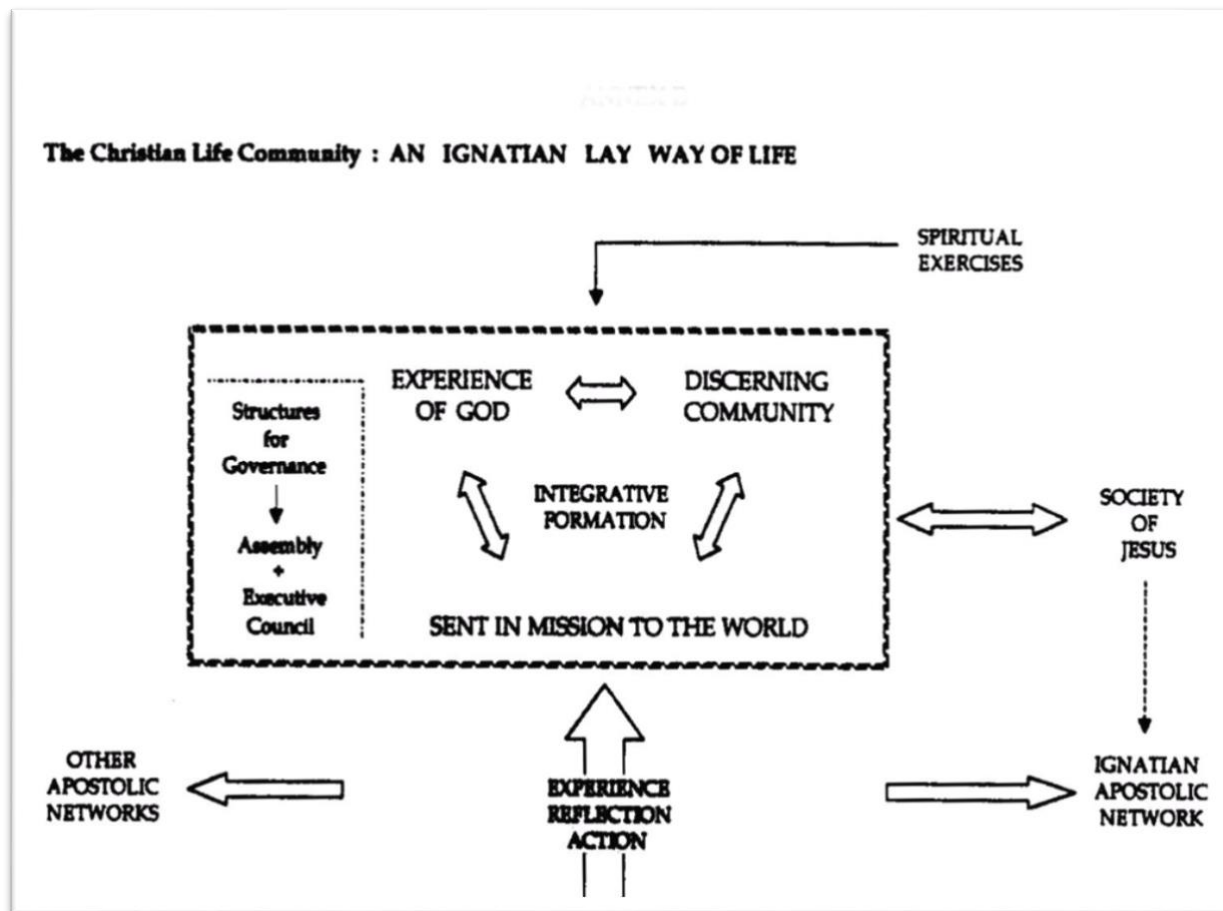 The Christian Life Community : AN IGNATIAN LAY WAY OF LIFE
SPIRITUAL
EXERCISES
EXPERIENCE
OF GOD
DISCERNING
COMMUNITY
Structures
for
Governance
INTEGRATIVE
FORMATION
Assembly
+
Executive
Council
SENT IN MISSION TO THE WORLD
SOCIETY
OF
JESUS
OTHER
APOSTOLIC
NETWORKS
EXPERIENCE
REFLECTION
ACTION
IGNATIAN
APOSTOLIC
NETWORK